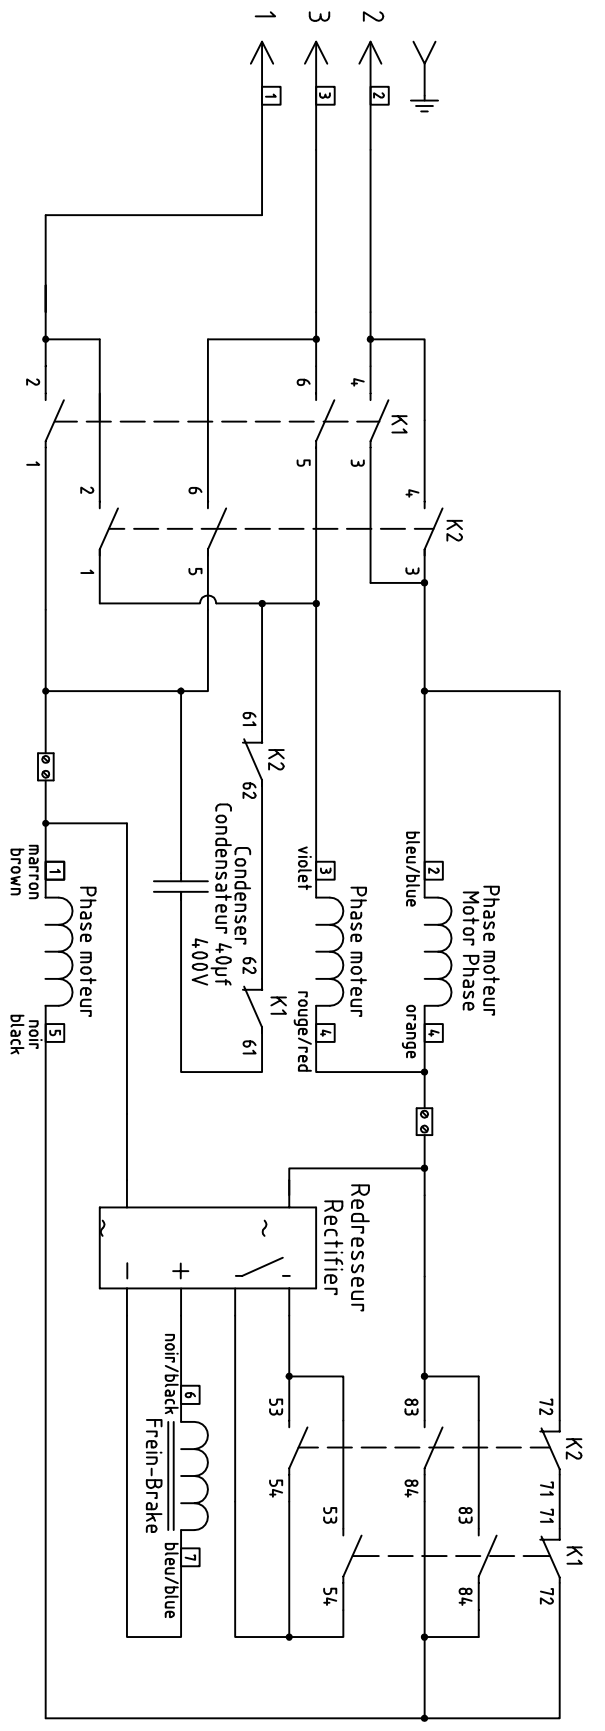 1
3
2
1
3
2
2
1
6
5
4
3
K1
2
1
6
5
4
3
K2
61
62
K2
Condenser
Condensateur 40µf
400V
62
61
K1
2
bleu/blue
Phase moteur
Motor Phase
orange
4
3
violet
Phase moteur
rouge/red
4
1
marron
brown
Phase moteur
noir
black
5
Redresseur
Rectifier
~
~
+
−
6
noir/black
Frein-Brake
bleu/blue
7
53
54
83
84
72
71
K2
53
54
83
84
71
72
K1